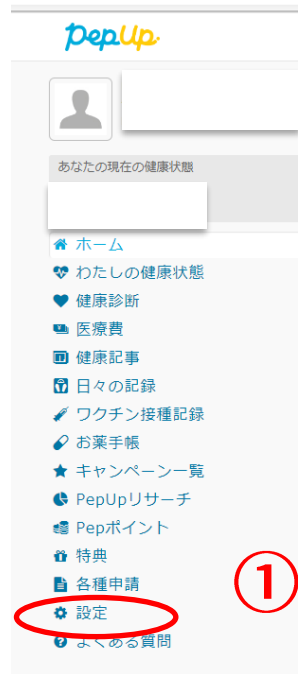 PepUp
あなたの現在の健康状態
ホーム
わたしの健康状態
健康診断
医療費
健康記事
日々の記録
ワクチン接種記録
お薬手帳
キャンペーン一覧
PepUpリサーチ
Pepポイント
特典
各種申請
①
設定
よくある質問